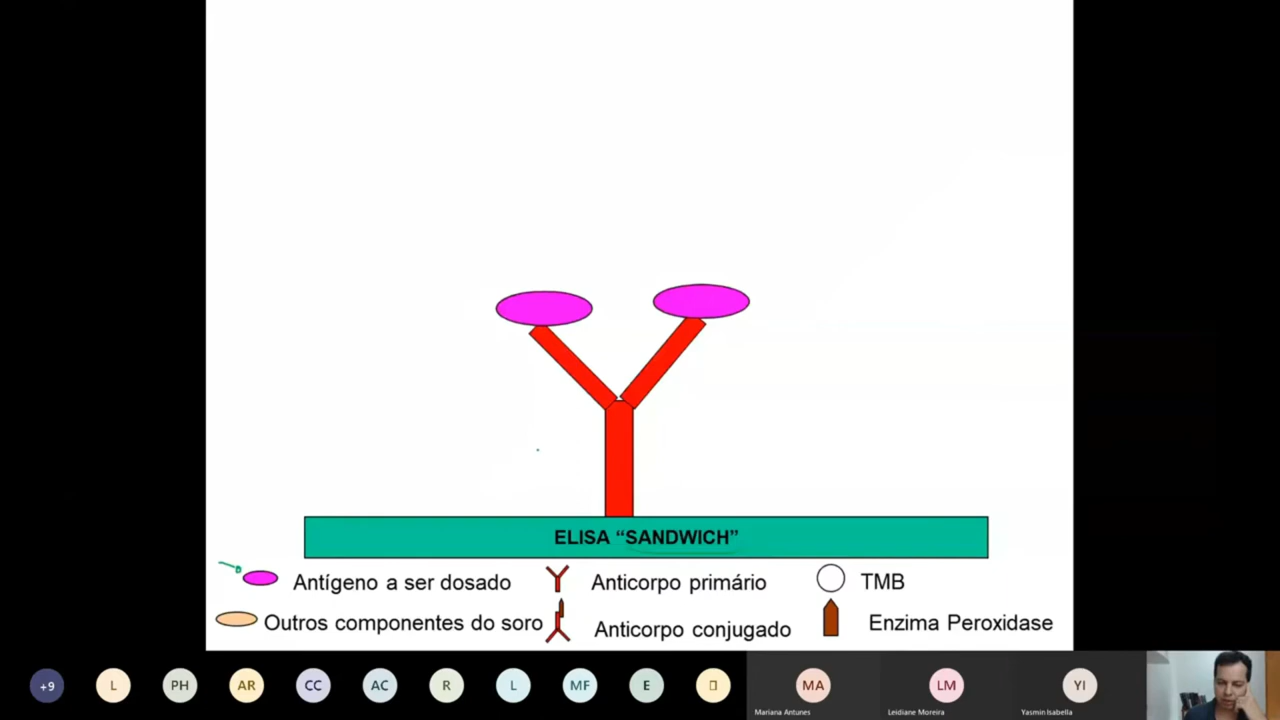 ELISA “SANDWICH”
Antígeno a ser dosado
Anticorpo primário
TMB
Outros componentes do soro
Anticorpo conjugado
Enzima Peroxidase
+9 L PH AR CC AC R L MF E MA LM YI
Mariana Antunes Leidiane Moreira Yasmin Isabella